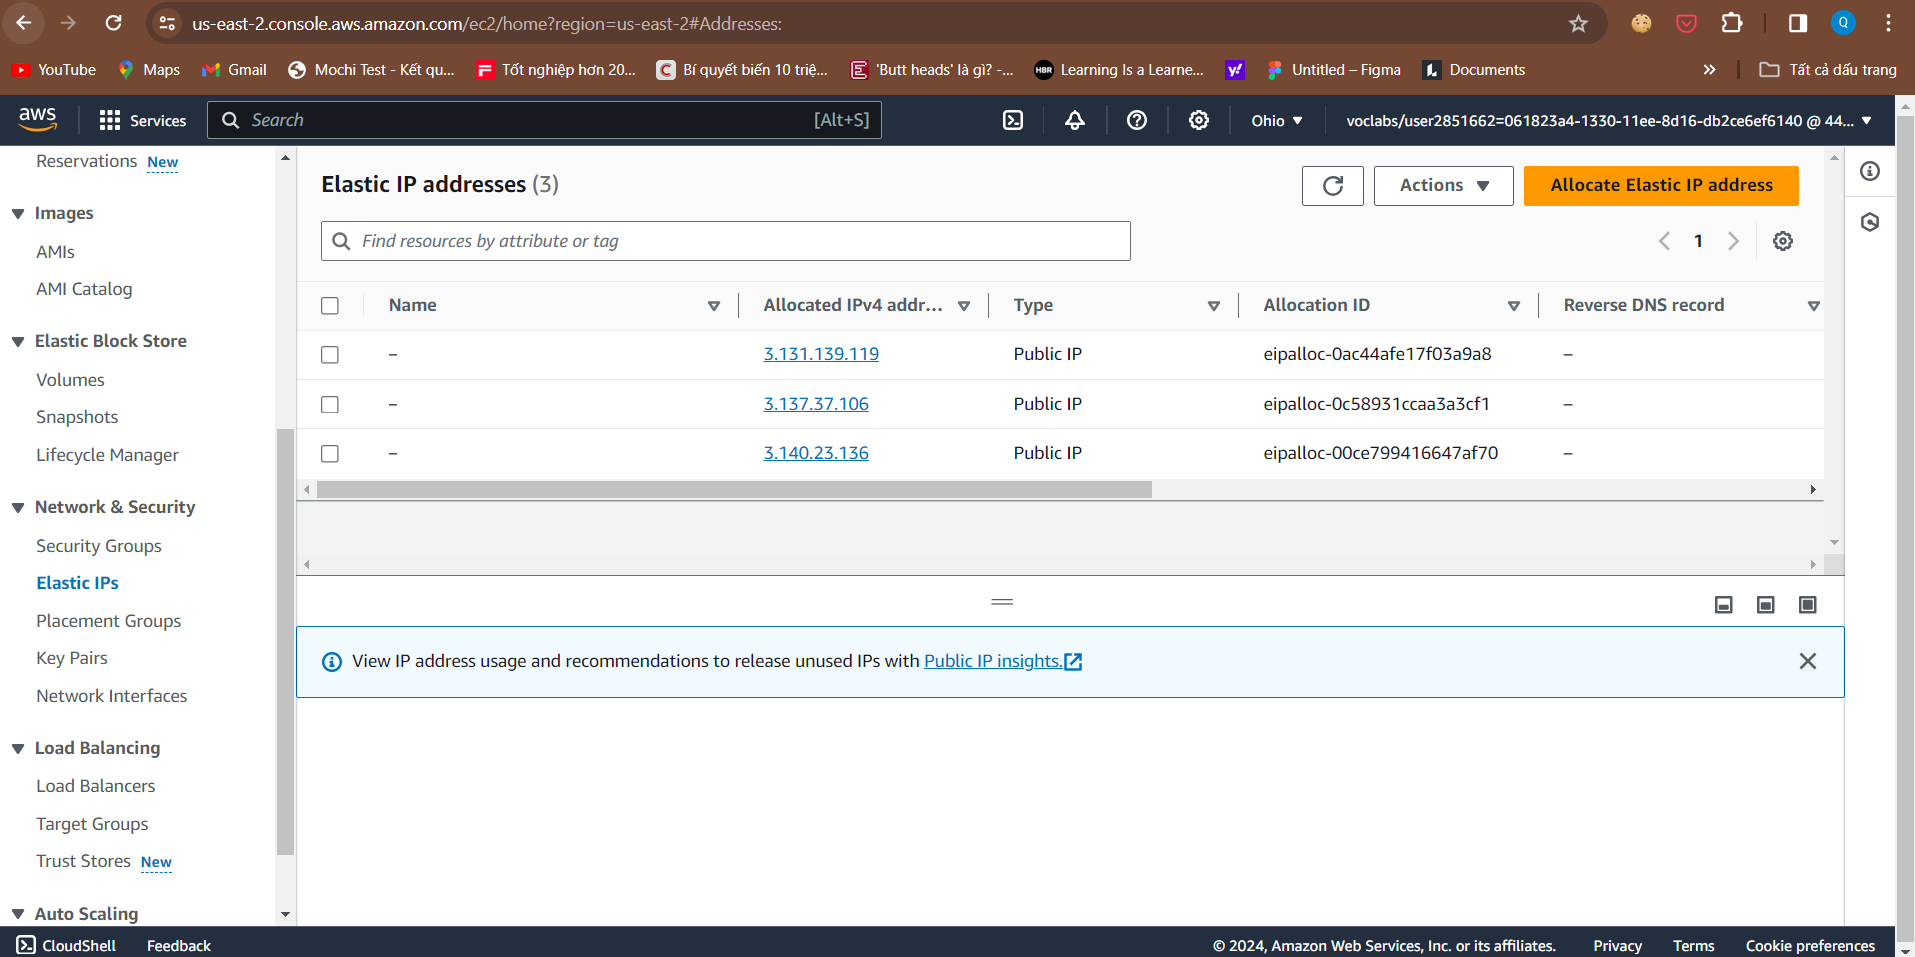 us-east-2.console.aws.amazon.com/ec2/home?region=us-east-2#Addresses:
Q
YouTube
Maps
Gmail
Mochi Test - Kết qu...
Tốt nghiệp hơn 20...
Bí quyết biến 10 triệ...
'Butt heads' là gì? -...
HBR
Learning Is a Learne...
y!
Untitled – Figma
Documents
Tất cả dấu trang
aws
Services
Search
[Alt+S]
Ohio
voclabs/user2851662=061823a4-1330-11ee-8d16-db2ce6ef6140 @ 44...
Reservations New
Images
AMIs
AMI Catalog
Elastic Block Store
Volumes
Snapshots
Lifecycle Manager
Network & Security
Security Groups
Elastic IPs
Placement Groups
Key Pairs
Network Interfaces
Load Balancing
Load Balancers
Target Groups
Trust Stores New
Auto Scaling
Elastic IP addresses (3)
Actions
Allocate Elastic IP address
Find resources by attribute or tag
1
Name Allocated IPv4 addr... Type Allocation ID Reverse DNS record
– 3.131.139.119 Public IP eipalloc-0ac44afe17f03a9a8 –
– 3.137.37.106 Public IP eipalloc-0c58931ccaa3a3cf1 –
– 3.140.23.136 Public IP eipalloc-00ce799416647af70 –
View IP address usage and recommendations to release unused IPs with Public IP insights.
CloudShell
Feedback
© 2024, Amazon Web Services, Inc. or its affiliates.
Privacy
Terms
Cookie preferences